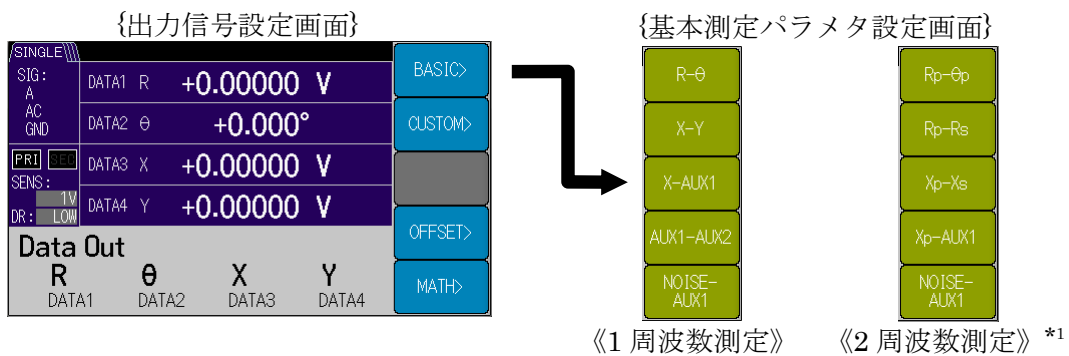 {出力信号設定画面}
SINGLE
SIG:
A
AC
GND
PRI SEC
SENS:
1V
DR: LOW
DATA1 R +0.00000 V
DATA2 θ +0.000°
DATA3 X +0.00000 V
DATA4 Y +0.00000 V
Data Out
R θ X Y
DATA1 DATA2 DATA3 DATA4
BASIC>
CUSTOM>
OFFSET>
MATH>
{基本測定パラメタ設定画面}
R-θ
X-Y
X-AUX1
AUX1-AUX2
NOISE-
AUX1
《1 周波数測定》
Rp-θp
Rp-Rs
Xp-Xs
Xp-AUX1
NOISE-
AUX1
《2 周波数測定》*1